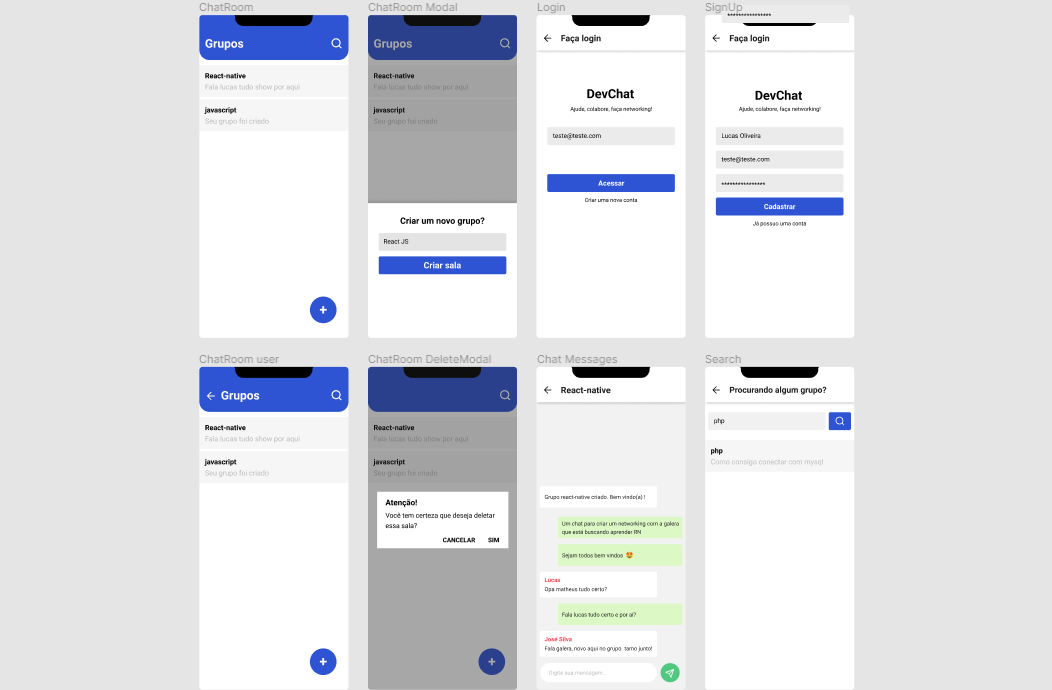 ChatRoom
Grupos
React-native
Fala lucas tudo show por aqui
javascript
Seu grupo foi criado
+
ChatRoom Modal
Grupos
React-native
Fala lucas tudo show por aqui
javascript
Seu grupo foi criado
Criar um novo grupo?
React JS
Criar sala
Login
Faça login
DevChat
Ajude, colabore, faça networking!
teste@teste.com
Acessar
Criar uma nova conta
SignUp
****************
Faça login
DevChat
Ajude, colabore, faça networking!
Lucas Oliveira
teste@teste.com
****************
Cadastrar
Já possuo uma conta
ChatRoom user
Grupos
React-native
Fala lucas tudo show por aqui
javascript
Seu grupo foi criado
+
ChatRoom DeleteModal
React-native
Fala lucas tudo show por aqui
javascript
Seu grupo foi criado
Atenção!
Você tem certeza que deseja deletar
essa sala?
CANCELAR SIM
+
Chat Messages
React-native
Grupo react-native criado. Bem vindo(a) !
Um chat para criar um networking com a galera
que está buscando aprender RN
Sejam todos bem vindos 🤩
Lucas
Opa matheus tudo certo?
Fala lucas tudo certo e por aí?
José Silva
Fala galera, novo aqui no grupo. tamo junto!
Digite sua mensagem...
Search
Procurando algum grupo?
php
php
Como consigo conectar com mysql